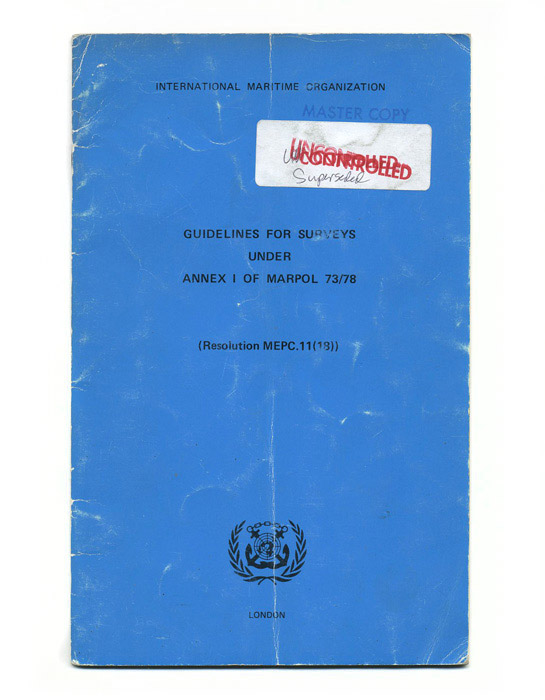 INTERNATIONAL MARITIME ORGANIZATION
MASTER COPY
UNCONTROLLED
UNCONTROLLED
Superseded
GUIDELINES FOR SURVEYS
UNDER
ANNEX I OF MARPOL 73/78
(Resolution MEPC.11(18))
LONDON